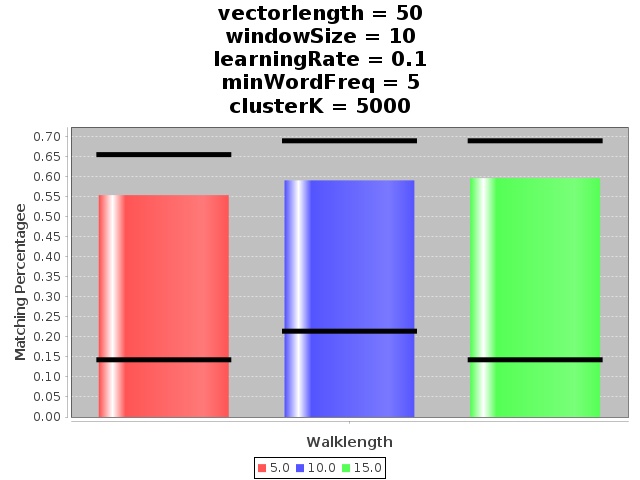 vectorlength = 50
windowSize = 10
learningRate = 0.1
minWordFreq = 5
clusterK = 5000
0.70
0.65
0.60
0.55
0.50
0.45
0.40
0.35
0.30
0.25
0.20
0.15
0.10
0.05
0.00
Matching Percentagee
Walklength
5.0 10.0 15.0